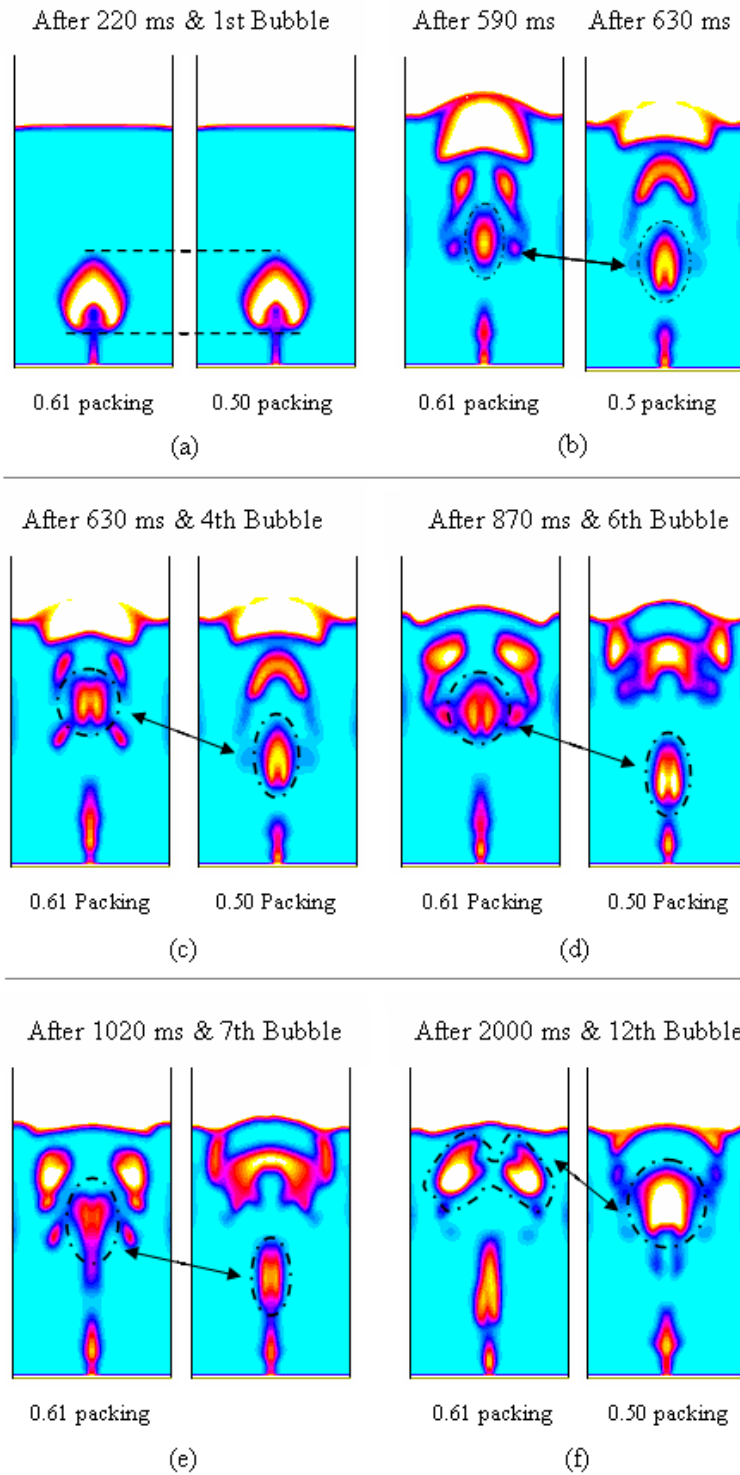 After 220 ms & 1st Bubble
After 590 ms
After 630 ms
0.61 packing
0.50 packing
0.61 packing
0.5 packing
(a)
(b)
After 630 ms & 4th Bubble
After 870 ms & 6th Bubble
0.61 Packing
0.50 Packing
0.61 Packing
0.50 Packing
(c)
(d)
After 1020 ms & 7th Bubble
After 2000 ms & 12th Bubble
0.61 packing
0.61 packing
0.50 packing
(e)
(f)